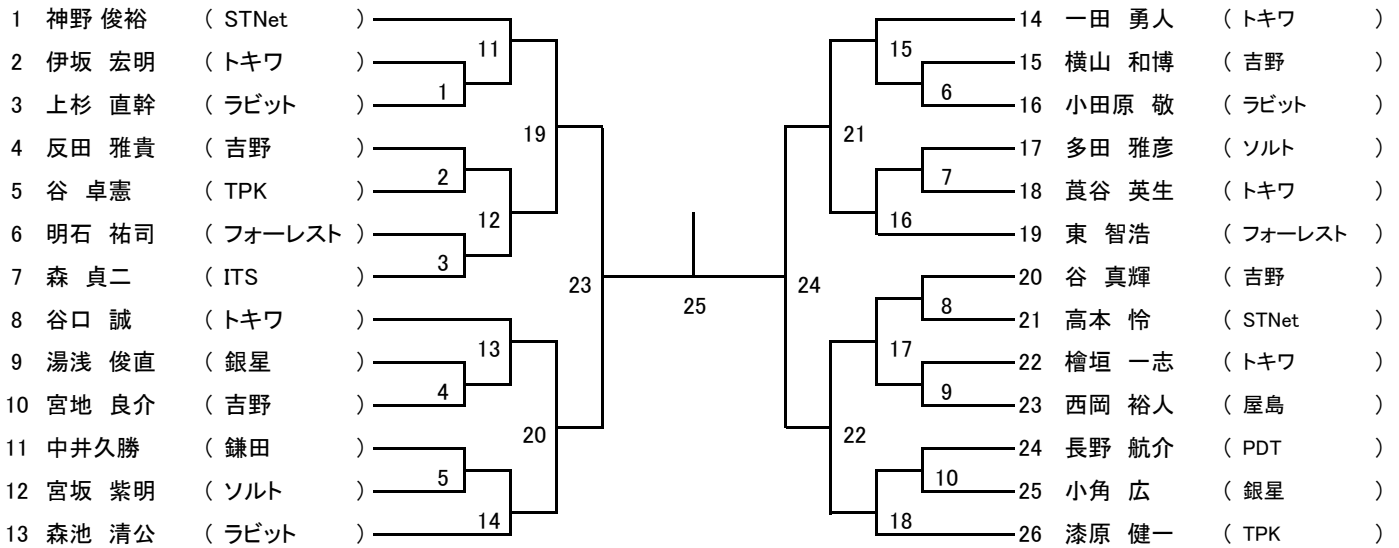 1 神野 俊裕 ( STNet )
2 伊坂 宏明 ( トキワ )
3 上杉 直幹 ( ラビット )
4 反田 雅貴 ( 吉野 )
5 谷 卓憲 ( TPK )
6 明石 祐司 ( フォーレスト )
7 森 貞二 ( ITS )
8 谷口 誠 ( トキワ )
9 湯浅 俊直 ( 銀星 )
10 宮地 良介 ( 吉野 )
11 中井久勝 ( 鎌田 )
12 宮坂 紫明 ( ソルト )
13 森池 清公 ( ラビット )
11
1
19
2
12
3
23
13
4
20
5
14
25
14 一田 勇人 ( トキワ )
15 横山 和博 ( 吉野 )
16 小田原 敬 ( ラビット )
17 多田 雅彦 ( ソルト )
18 莨谷 英生 ( トキワ )
19 東 智浩 ( フォーレスト )
20 谷 真輝 ( 吉野 )
21 高本 怜 ( STNet )
22 檜垣 一志 ( トキワ )
23 西岡 裕人 ( 屋島 )
24 長野 航介 ( PDT )
25 小角 広 ( 銀星 )
26 漆原 健一 ( TPK )
15
6
21
7
16
24
8
17
9
22
10
18